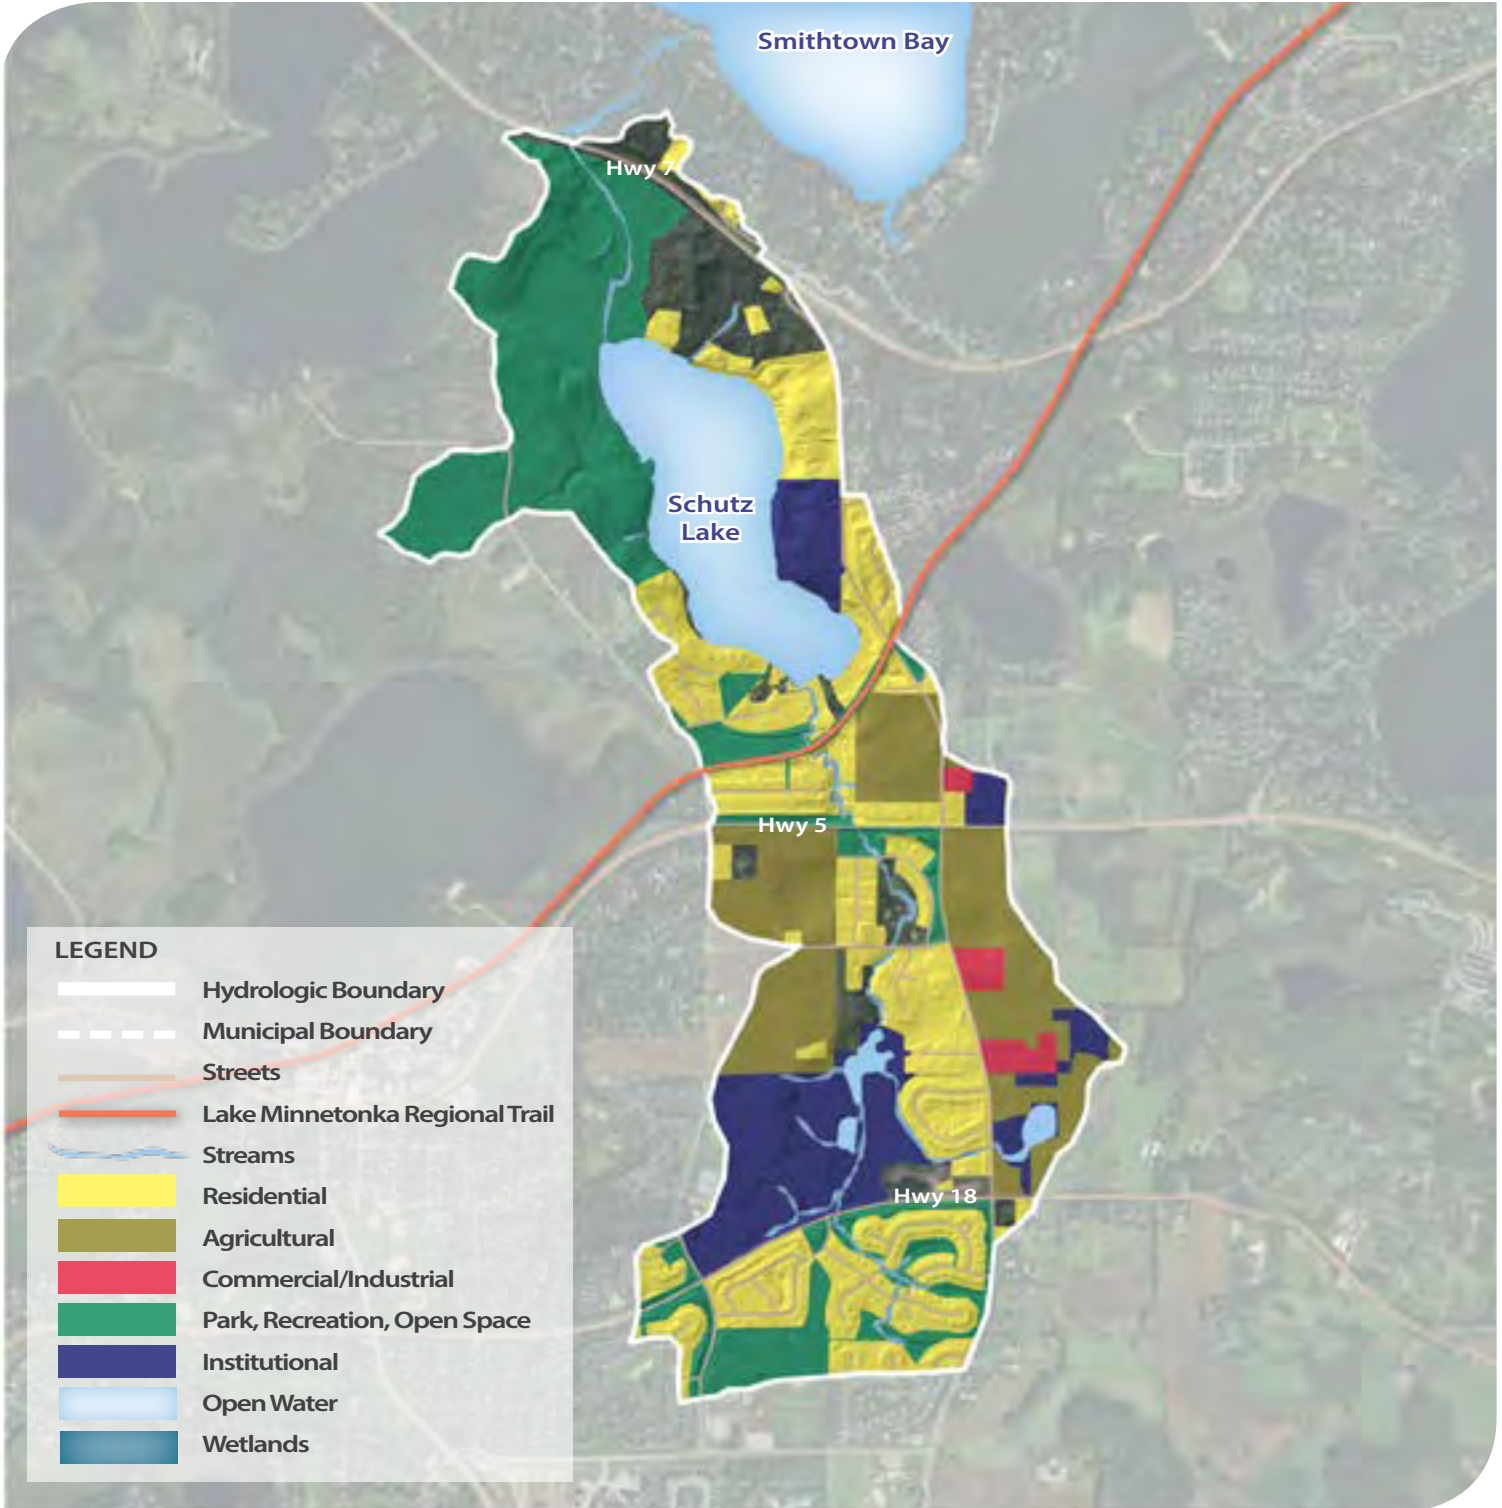 Smithtown Bay
Hwy 7
Schutz
Lake
Hwy 5
Hwy 18
LEGEND
Hydrologic Boundary
Municipal Boundary
Streets
Lake Minnetonka Regional Trail
Streams
Residential
Agricultural
Commercial/Industrial
Park, Recreation, Open Space
Institutional
Open Water
Wetlands